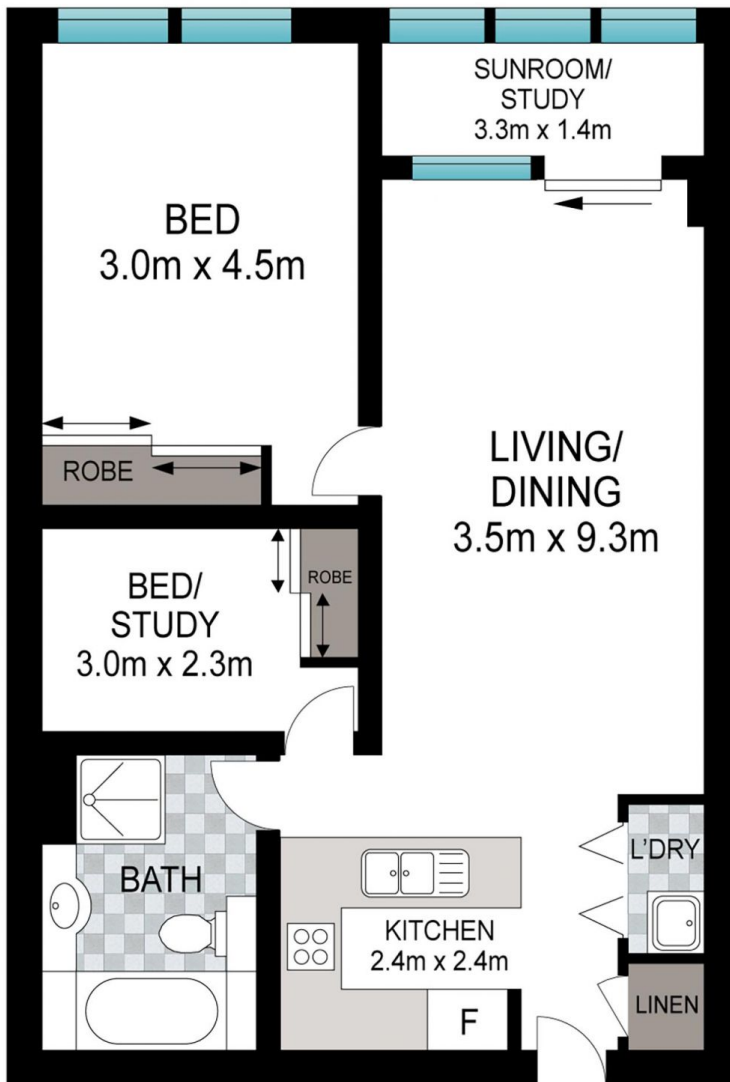 SUNROOM/
STUDY
3.3m x 1.4m
BED
3.0m x 4.5m
ROBE
LIVING/
DINING
3.5m x 9.3m
BED/
STUDY
3.0m x 2.3m
ROBE
BATH
L'DRY
KITCHEN
2.4m x 2.4m
F
LINEN